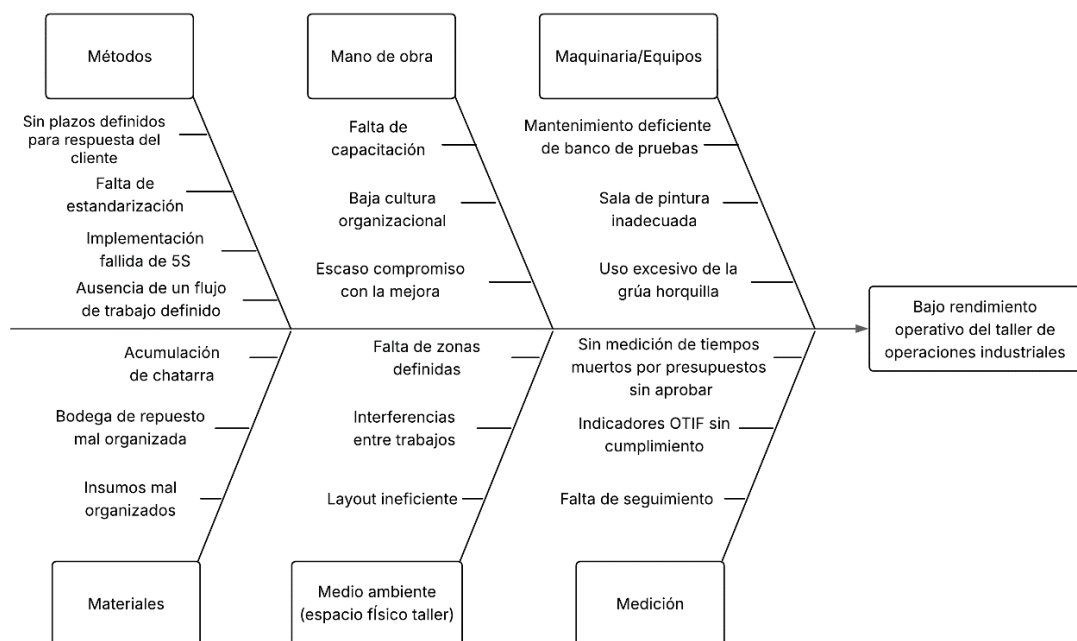 Métodos
Mano de obra
Maquinaria/Equipos
Sin plazos definidos
para respuesta del
cliente
Falta de
estandarización
Implementación
fallida de 5S
Ausencia de un flujo
de trabajo definido
Falta de
capacitación
Baja cultura
organizacional
Escaso compromiso
con la mejora
Mantenimiento deficiente
de banco de pruebas
Sala de pintura
inadecuada
Uso excesivo de la
grúa horquilla
Bajo rendimiento
operativo del taller de
operaciones industriales
Acumulación
de chatarra
Bodega de repuesto
mal organizada
Insumos mal
organizados
Falta de zonas
definidas
Interferencias
entre trabajos
Layout ineficiente
Sin medición de tiempos
muertos por presupuestos
sin aprobar
Indicadores OTIF sin
cumplimiento
Falta de seguimiento
Materiales
Medio ambiente
(espacio fÍsico taller)
Medición